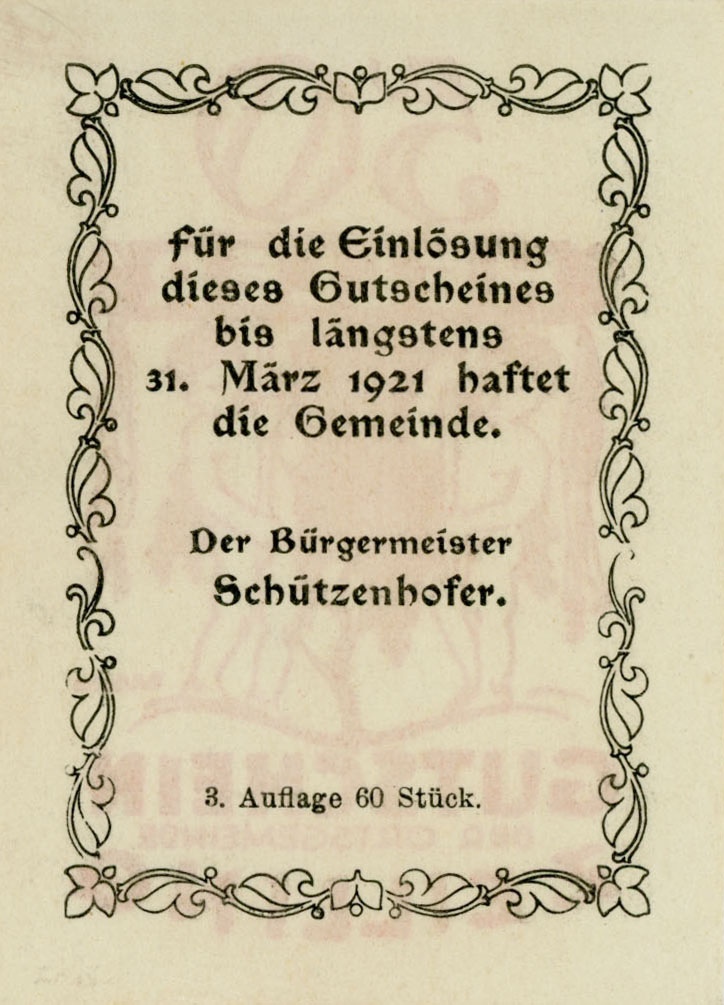 für die Einlösung
dieses Gutscheines
bis längstens
31. März 1921 haftet
die Gemeinde.
Der Bürgermeister
Schützenhofer.
3. Auflage 60 Stück.